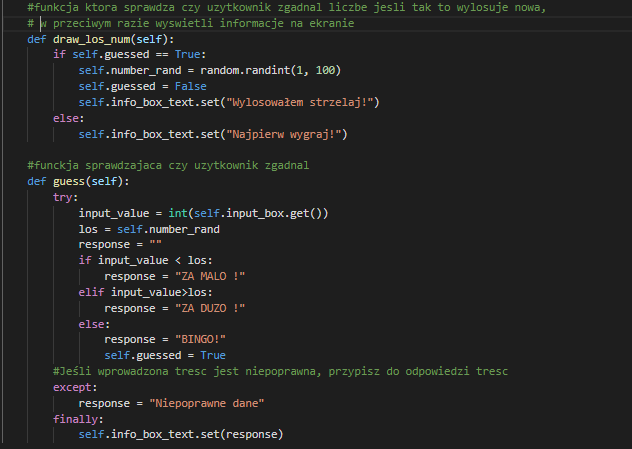 #funkcja ktora sprawdza czy uzytkownik zgadnal liczbe jesli tak to wylosuje nowa,
# w przeciwym razie wyswietli informacje na ekranie
def draw_los_num(self):
    if self.guessed == True:
        self.number_rand = random.randint(1, 100)
        self.guessed = False
        self.info_box_text.set("Wylosowałem strzelaj!")
    else:
        self.info_box_text.set("Najpierw wygraj!")

#funckja sprawdzajaca czy uzytkownik zgadnal
def guess(self):
    try:
        input_value = int(self.input_box.get())
        los = self.number_rand
        response = ""
        if input_value < los:
            response = "ZA MALO !"
        elif input_value>los:
            response = "ZA DUZO !"
        else:
            response = "BINGO!"
            self.guessed = True
    #Jeśli wprowadzona tresc jest niepoprawna, przypisz do odpowiedzi tresc
    except:
        response = "Niepoprawne dane"
    finally:
        self.info_box_text.set(response)